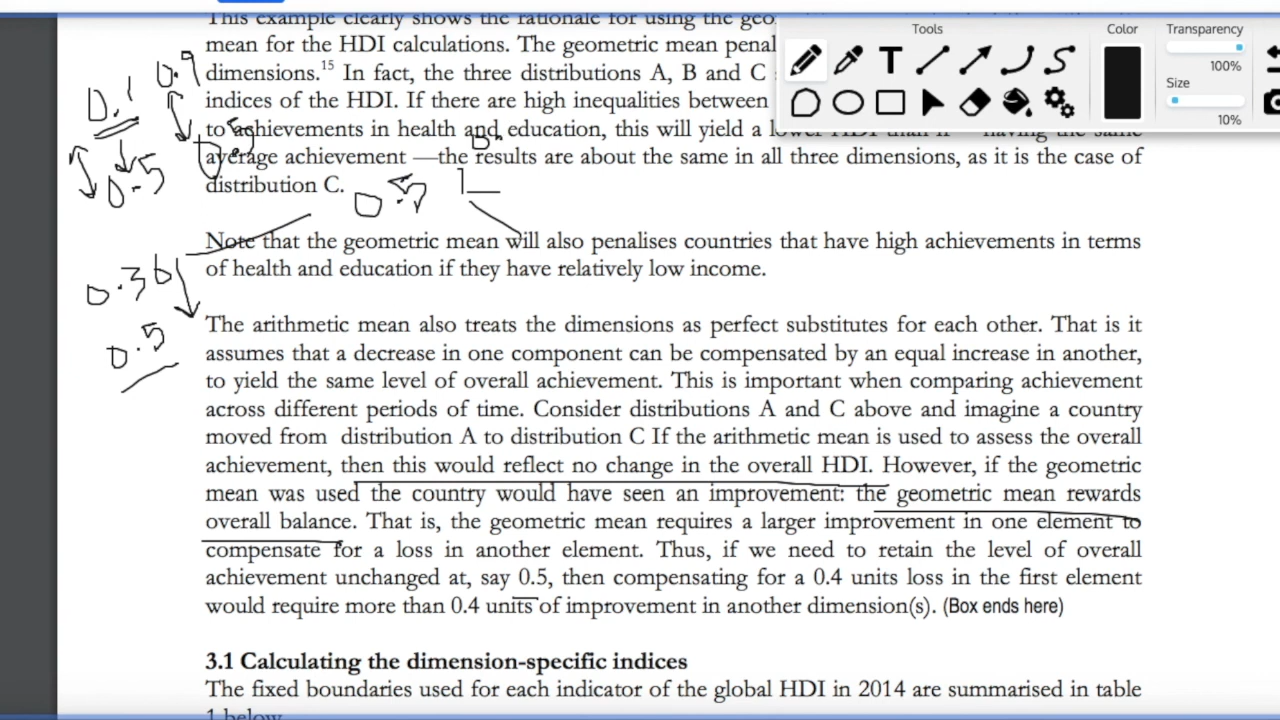 This example clearly shows the rationale for using the geo
mean for the HDI calculations. The geometric mean penal
dimensions.15 In fact, the three distributions A, B and C
indices of the HDI. If there are high inequalities between
to achievements in health and education, this will yield a lower HDI than if — having the same
average achievement —the results are about the same in all three dimensions, as it is the case of
distribution C.
Note that the geometric mean will also penalises countries that have high achievements in terms
of health and education if they have relatively low income.
The arithmetic mean also treats the dimensions as perfect substitutes for each other. That is it
assumes that a decrease in one component can be compensated by an equal increase in another,
to yield the same level of overall achievement. This is important when comparing achievement
across different periods of time. Consider distributions A and C above and imagine a country
moved from distribution A to distribution C If the arithmetic mean is used to assess the overall
achievement, then this would reflect no change in the overall HDI. However, if the geometric
mean was used the country would have seen an improvement: the geometric mean rewards
overall balance. That is, the geometric mean requires a larger improvement in one element to
compensate for a loss in another element. Thus, if we need to retain the level of overall
achievement unchanged at, say 0.5, then compensating for a 0.4 units loss in the first element
would require more than 0.4 units of improvement in another dimension(s). (Box ends here)
3.1 Calculating the dimension-specific indices
The fixed boundaries used for each indicator of the global HDI in 2014 are summarised in table
1 below
0.1
0.9
0.5
0.5
0.5
0.36
0.5
Tools
Color
Transparency
100%
Size
10%
T